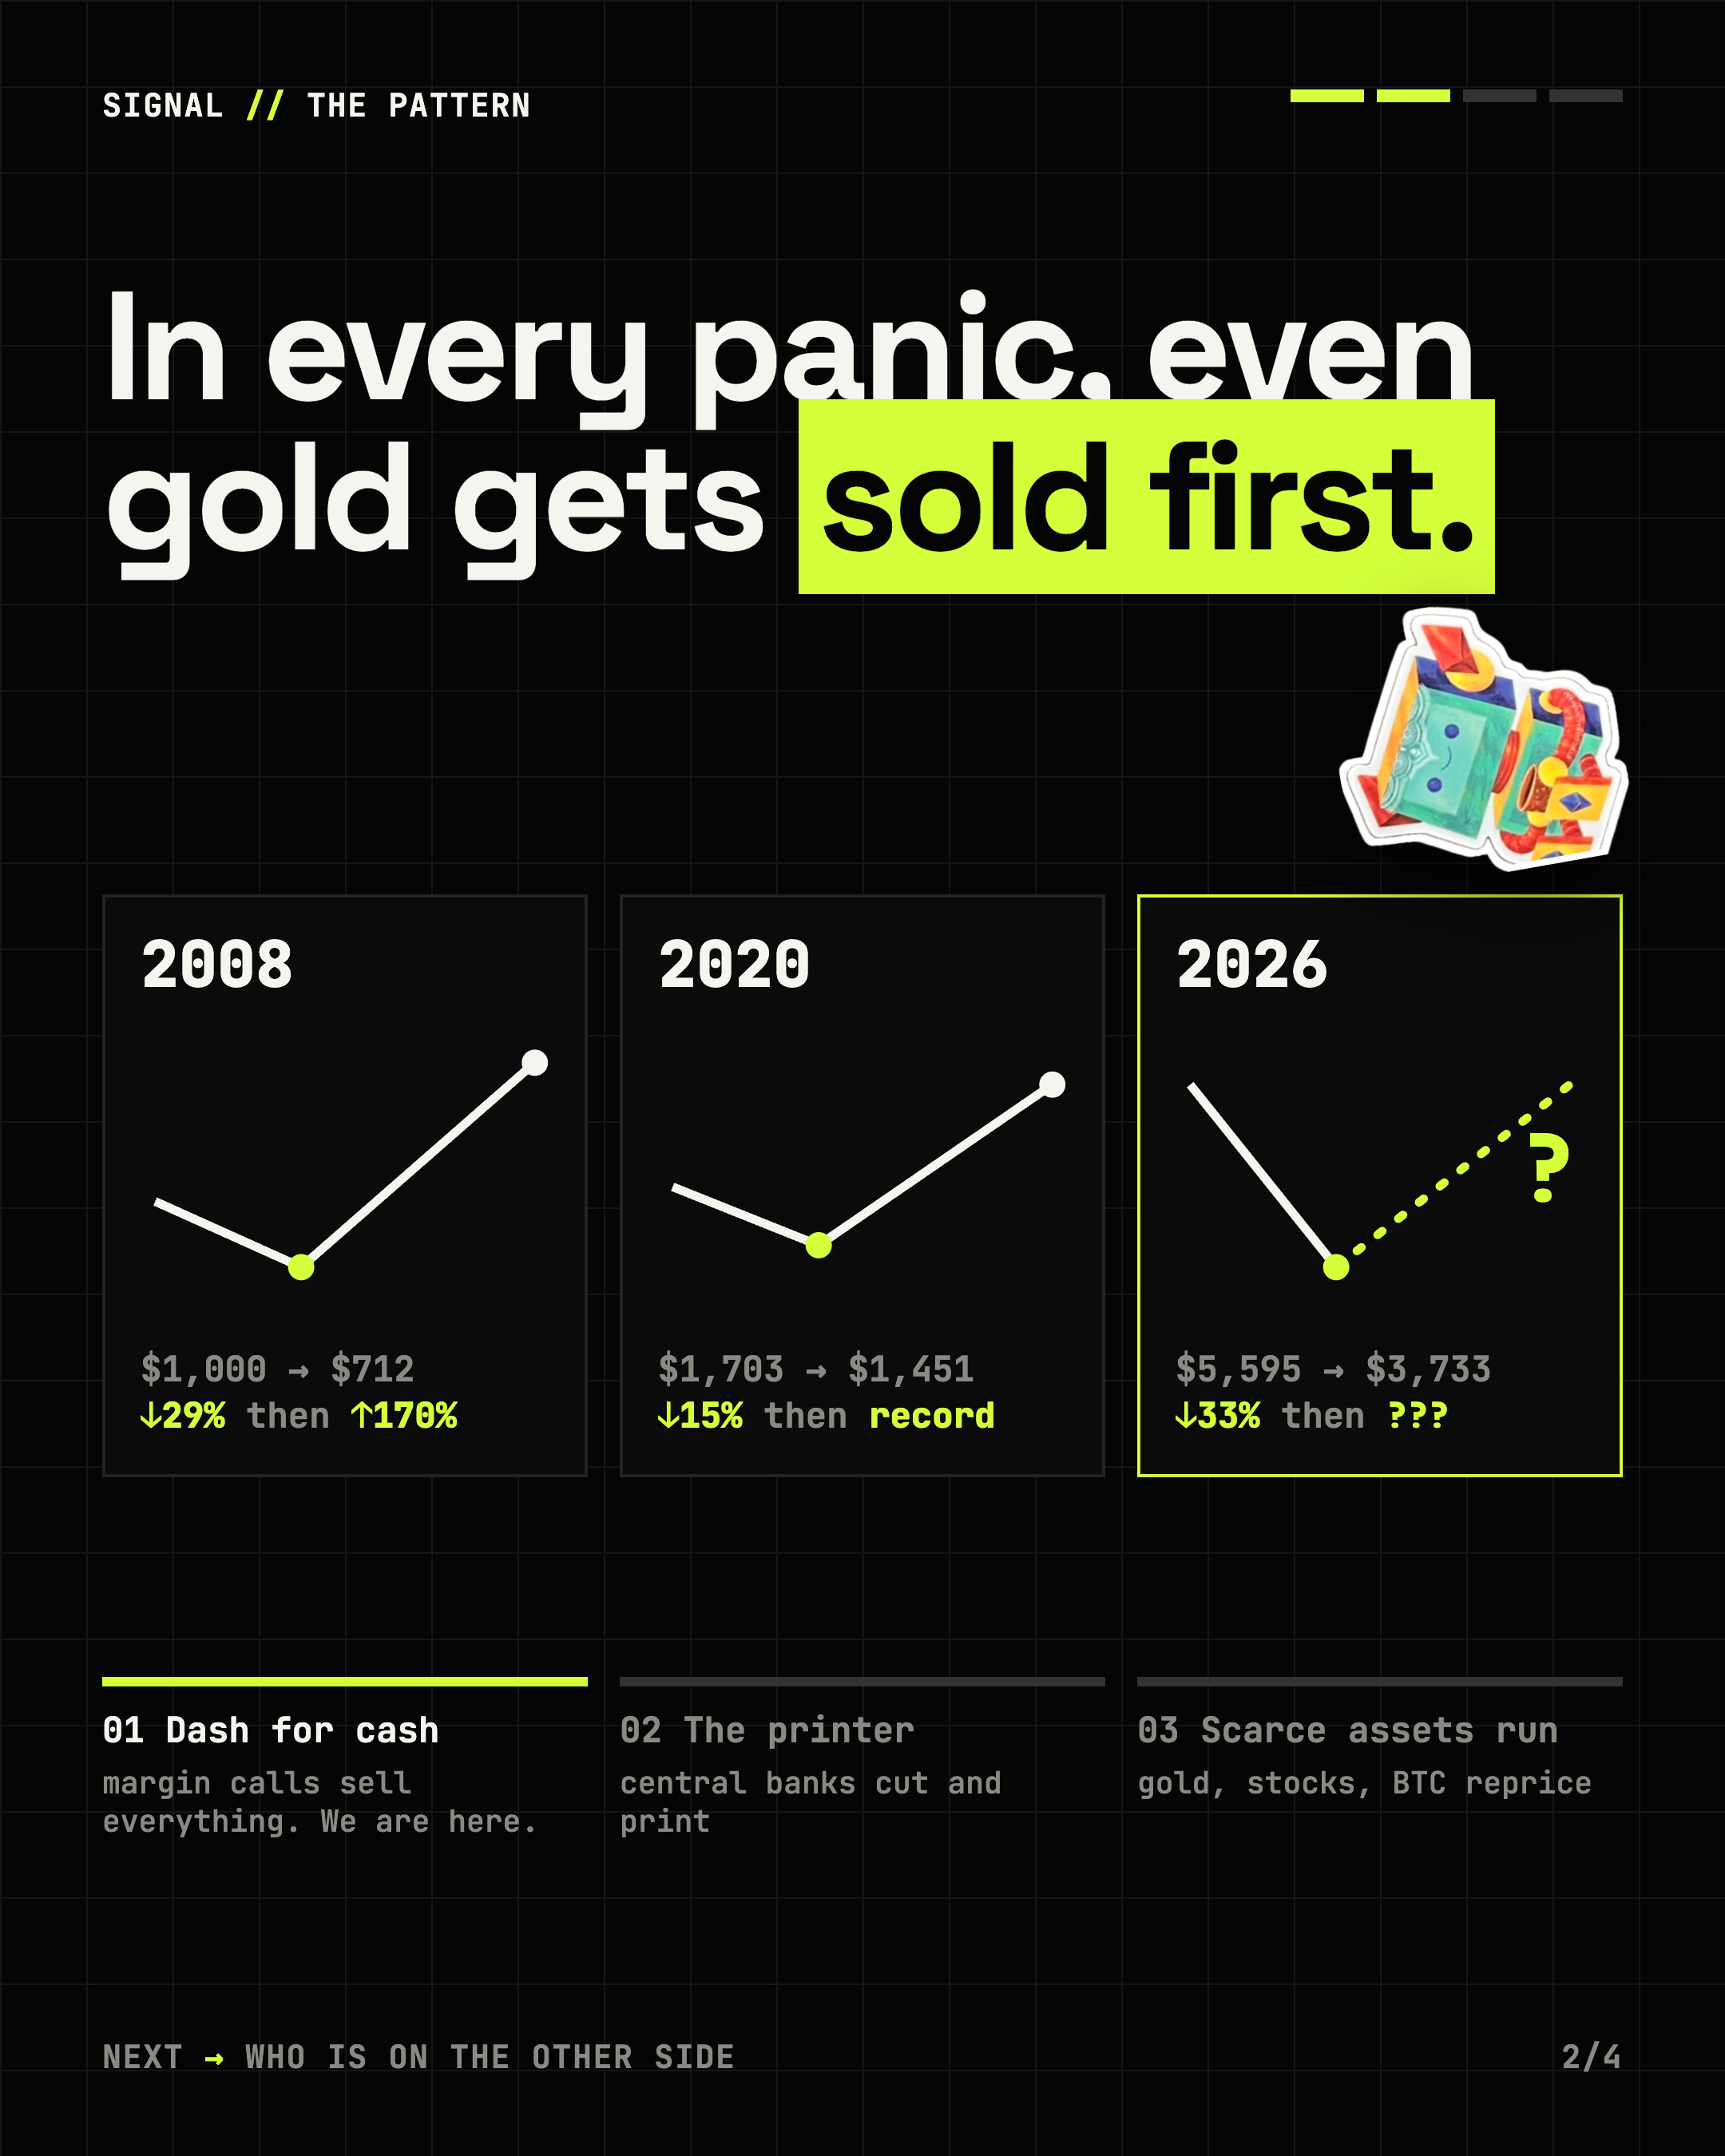 SIGNAL // THE PATTERN
In every panic, even
gold gets sold first.
2008
$1,000 → $712
↓29% then ↑170%
2020
$1,703 → $1,451
↓15% then record
2026
?
$5,595 → $3,733
↓33% then ???
01 Dash for cash
margin calls sell
everything. We are here.
02 The printer
central banks cut and
print
03 Scarce assets run
gold, stocks, BTC reprice
NEXT → WHO IS ON THE OTHER SIDE
2/4